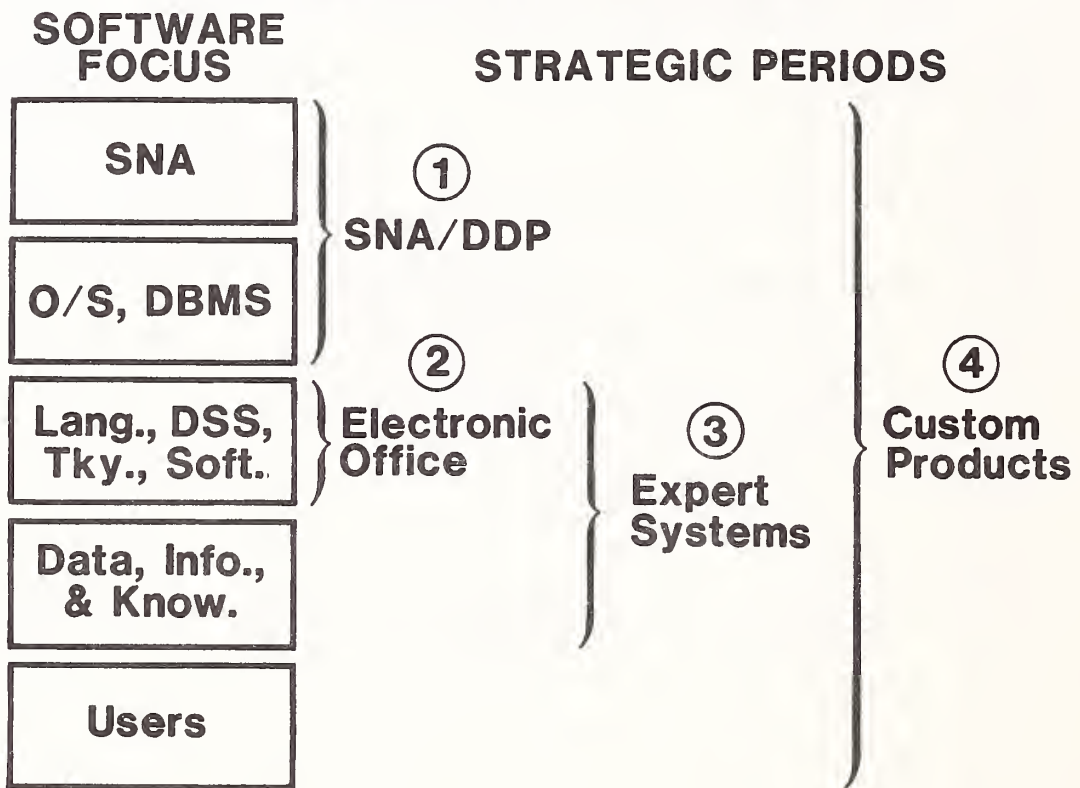 SOFTWARE
FOCUS
STRATEGIC PERIODS
SNA
O/S, DBMS
Lang., DSS,
Tky., Soft..
Data, Info.,
& Know.
Users
1
SNA/DDP
2
Electronic
Office
3
Expert
Systems
4
Custom
Products